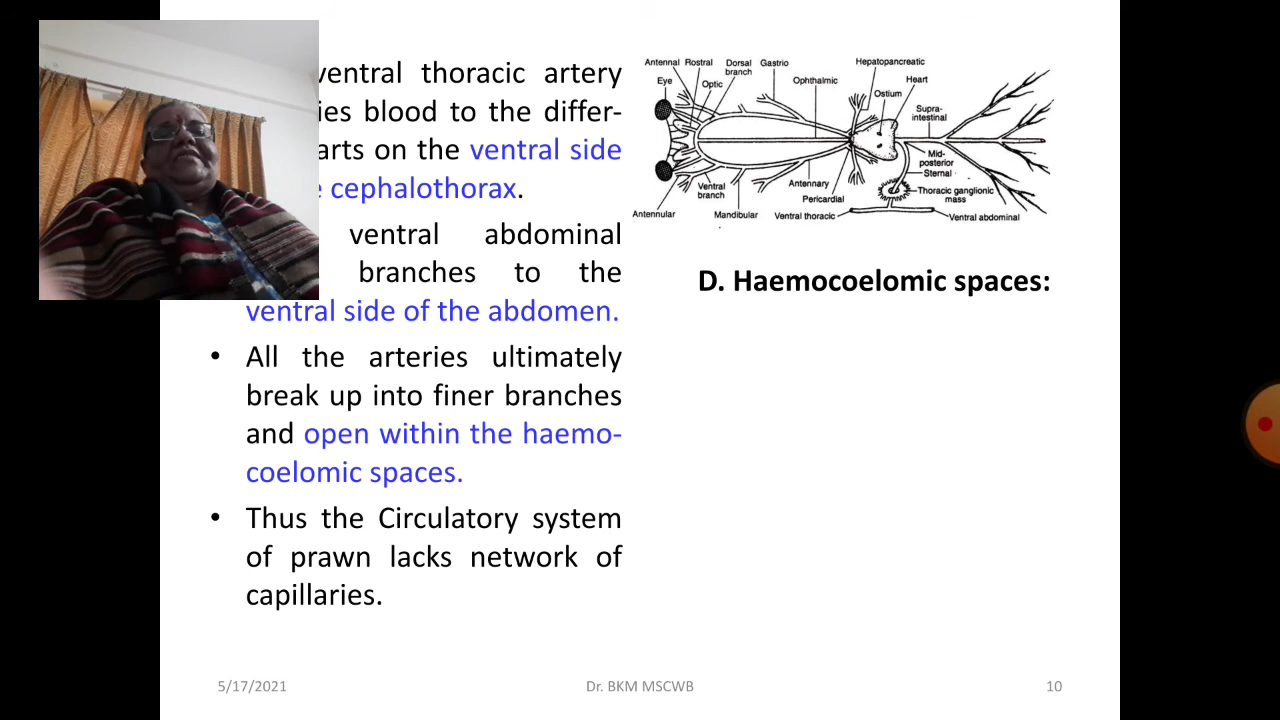 ventral thoracic artery
ies blood to the differ-
arts on the ventral side
cephalothorax.
ventral abdominal
branches to the
ventral side of the abdomen.
• All the arteries ultimately
break up into finer branches
and open within the haemo-
coelomic spaces.
• Thus the Circulatory system
of prawn lacks network of
capillaries.
Antennal Rostral Dorsal branch Gastro Hepatopancreatic
Eye Optic Ophthalmic Heart
Ostium
Supra-
intestinal
Mid-
posterior
Sternal
Ventral
branch Antennary Thoracic ganglionic
mass
Pericardial
Antennular Mandibular Ventral thoracic Ventral abdominal
D. Haemocoelomic spaces:
5/17/2021 Dr. BKM MSCWB 10